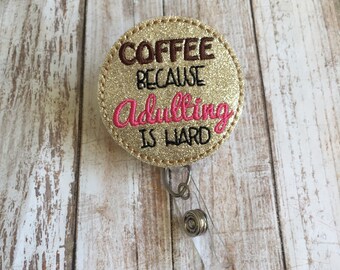 COFFEE
BECAUSE
Adulting
IS HARD